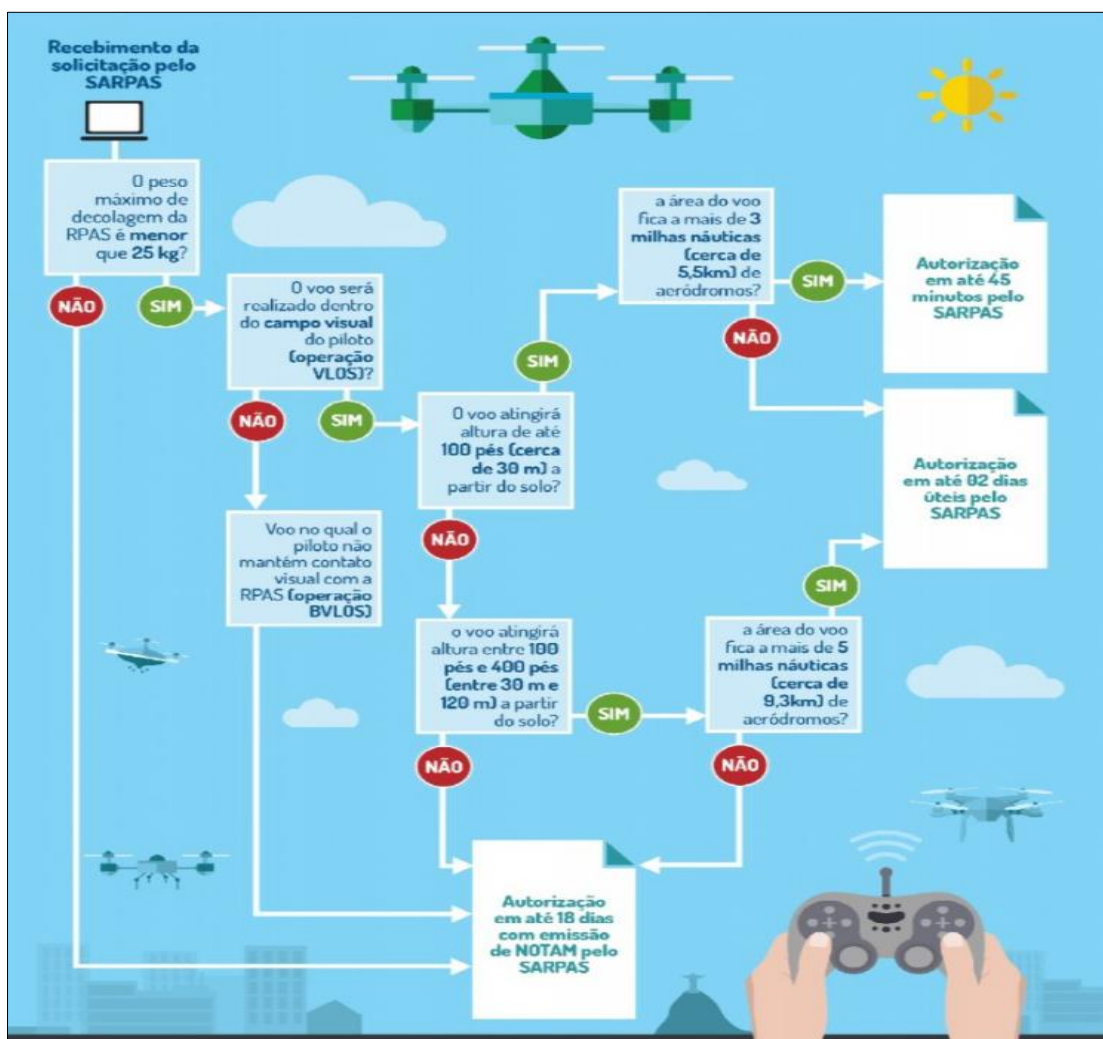 Recebimento da
solicitação pelo
SARPAS
O peso
máximo de
decolagem da
RPAS é menor
que 25 kg?
NÃO
SIM
O voo será
realizado dentro
do campo visual
do piloto
(operação
VLOS)?
NÃO
SIM
O voo atingirá
altura de até
100 pés (cerca
de 30 m) a
partir do solo?
SIM
NÃO
a área do voo
fica a mais de 3
milhas náuticas
(cerca de
5,5km) de
aeródromos?
SIM
NÃO
Autorização
em até 45
minutos pelo
SARPAS
Autorização
em até 02 dias
úteis pelo
SARPAS
Voo no qual o
piloto não
mantém contato
visual com a
RPAS (operação
BVLOS)
o voo atingirá
altura entre 100
pés e 400 pés
(entre 30 m e
120 m) a partir
do solo?
SIM
NÃO
a área do voo
fica a mais de 5
milhas náuticas
(cerca de
9,3km) de
aeródromos?
SIM
NÃO
Autorização
em até 18 dias
com emissão
de NOTAM pelo
SARPAS